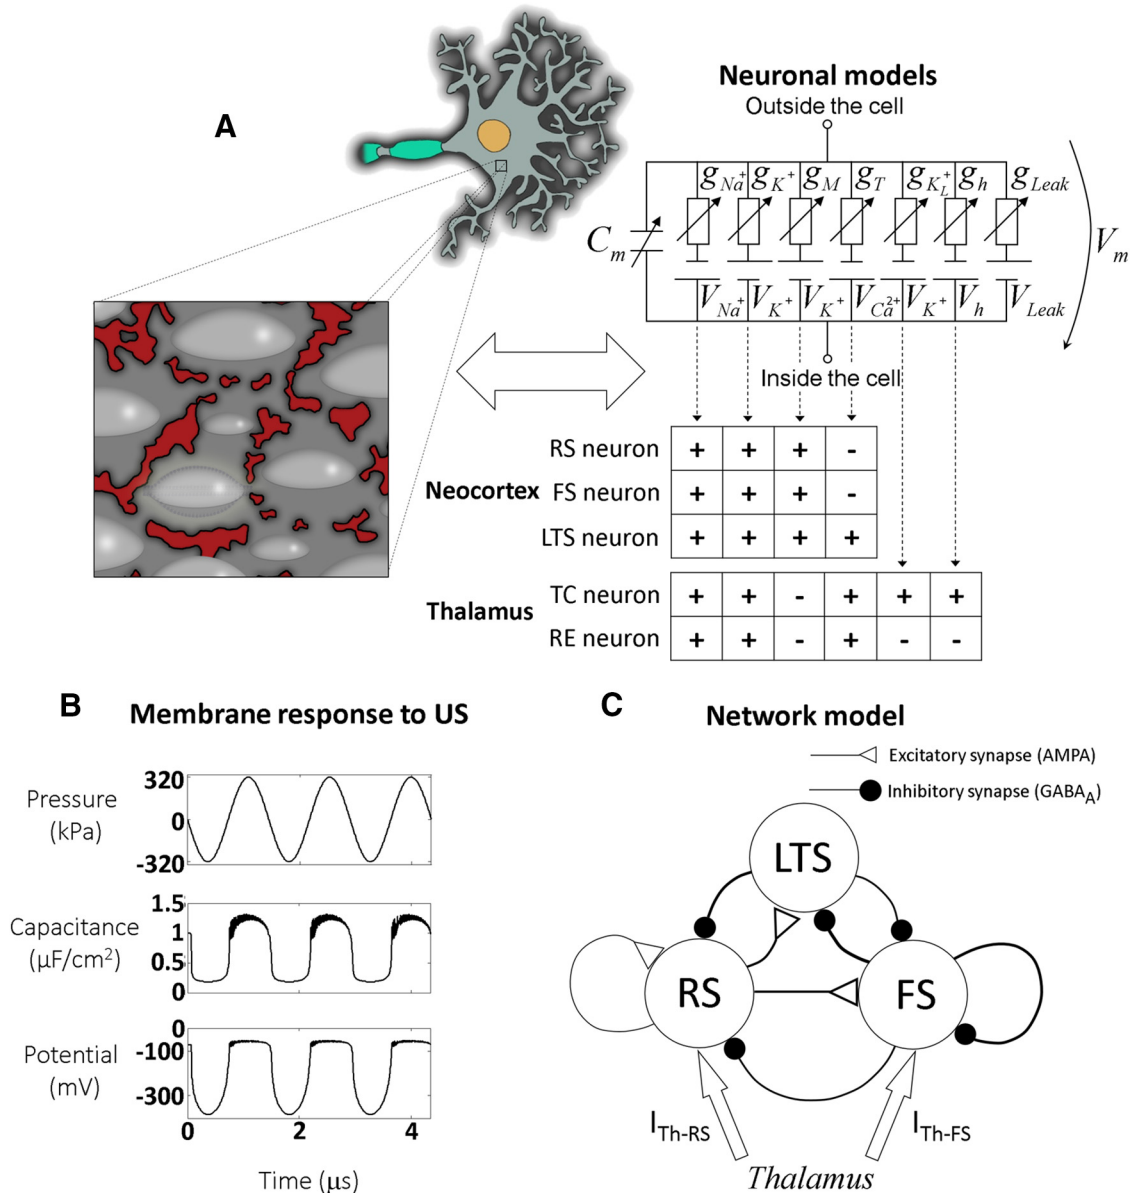 A
Neuronal models
Outside the cell
g_Na+ g_K+ g_M g_T g_K_L+ g_h g_Leak
C_m
V_m
V_Na+ V_K+ V_K+ V_Ca2+ V_K+ V_h V_Leak
Inside the cell
RS neuron + + + -
Neocortex FS neuron + + + -
LTS neuron + + + +
TC neuron + + - + + +
Thalamus
RE neuron + + - + - -
B
Membrane response to US
Pressure
(kPa)
320
0
-320
Capacitance
(μF/cm²)
1.5
1
0.5
0
Potential
(mV)
0
-100
-300
0 2 4
Time (μs)
C
Network model
Excitatory synapse (AMPA)
Inhibitory synapse (GABA_A)
LTS
RS
FS
I_Th-RS
I_Th-FS
Thalamus